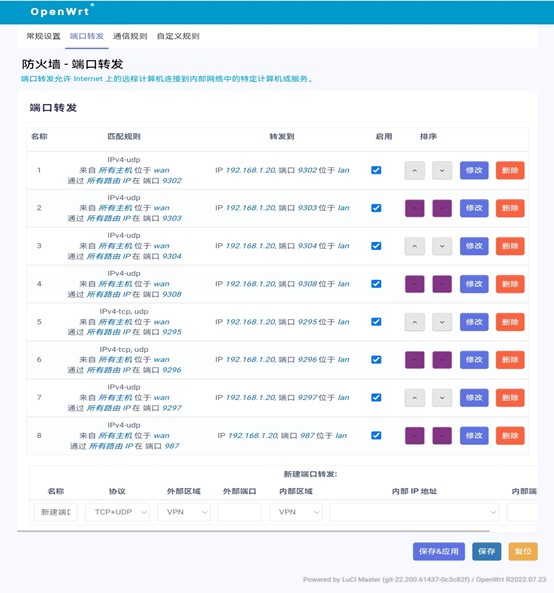 OpenWrt
常规设置 端口转发 通信规则 自定义规则
防火墙 - 端口转发
端口转发允许 Internet 上的远程计算机连接到内部网络中的特定计算机或服务。
端口转发
名称 匹配规则 转发到 启用 排序
IPv4-udp
1 来自 所有主机 位于 wan IP 192.168.1.20, 端口 9302 位于 lan 修改 删除
通过 所有路由 IP 在 端口 9302
IPv4-udp
2 来自 所有主机 位于 wan IP 192.168.1.20, 端口 9303 位于 lan 修改 删除
通过 所有路由 IP 在 端口 9303
IPv4-udp
3 来自 所有主机 位于 wan IP 192.168.1.20, 端口 9304 位于 lan 修改 删除
通过 所有路由 IP 在 端口 9304
IPv4-udp
4 来自 所有主机 位于 wan IP 192.168.1.20, 端口 9308 位于 lan 修改 删除
通过 所有路由 IP 在 端口 9308
IPv4-tcp, udp
5 来自 所有主机 位于 wan IP 192.168.1.20, 端口 9295 位于 lan 修改 删除
通过 所有路由 IP 在 端口 9295
IPv4-tcp, udp
6 来自 所有主机 位于 wan IP 192.168.1.20, 端口 9296 位于 lan 修改 删除
通过 所有路由 IP 在 端口 9296
IPv4-udp
7 来自 所有主机 位于 wan IP 192.168.1.20, 端口 9297 位于 lan 修改 删除
通过 所有路由 IP 在 端口 9297
IPv4-udp
8 来自 所有主机 位于 wan IP 192.168.1.20, 端口 987 位于 lan 修改 删除
通过 所有路由 IP 在 端口 987
新建端口转发:
名称 协议 外部区域 外部端口 内部区域 内部 IP 地址 内部端
新建端口 TCP+UDP VPN VPN
保存&应用 保存 复位
Powered by LuCI Master (git-22.200.61437-0c3c82f) / OpenWrt R2022.07.23